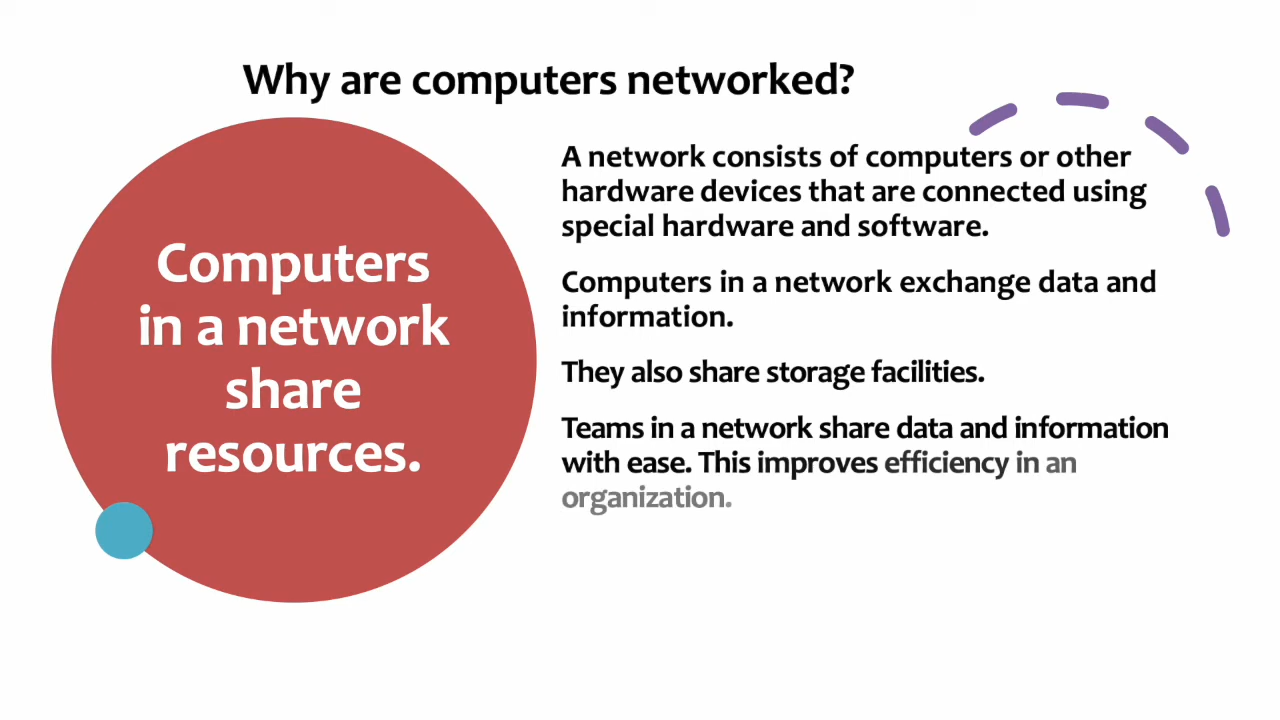 Why are computers networked?
Computers
in a network
share
resources.
A network consists of computers or other
hardware devices that are connected using
special hardware and software.
Computers in a network exchange data and
information.
They also share storage facilities.
Teams in a network share data and information
with ease. This improves efficiency in an
organization.